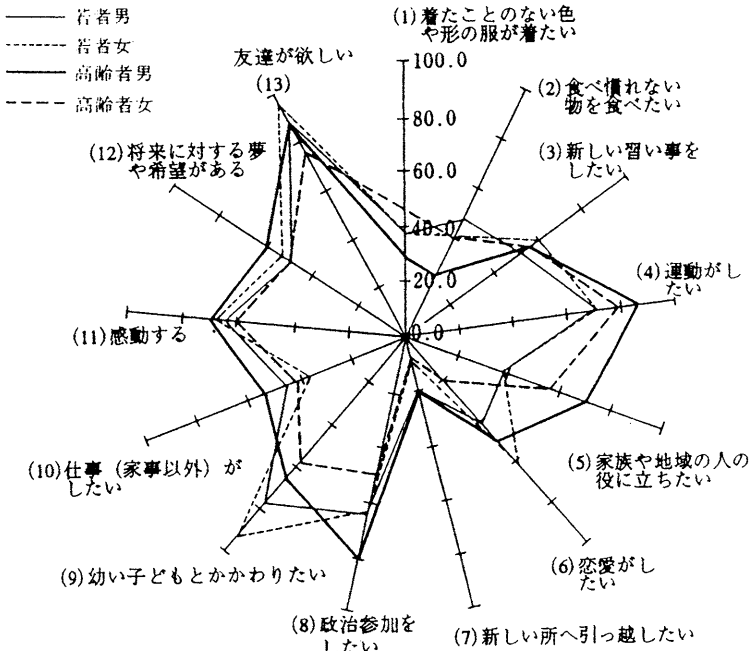 若者男
若者女
高齢者男
高齢者女
(1) 着たことのない色
や形の服が着たい
100.0
80.0
60.0
40.0
20.0
0.0
(2) 食べ慣れない
物を食べたい
(3) 新しい習い事を
したい
(4) 運動がし
たい
(5) 家族や地域の人の
役に立ちたい
(6) 恋愛がし
たい
(7) 新しい所へ引っ越したい
(8) 政治参加を
したい
(9) 幼い子どもとかかわりたい
(10) 仕事（家事以外）が
したい
(11) 感動する
(12) 将来に対する夢
や希望がある
友達が欲しい
(13)